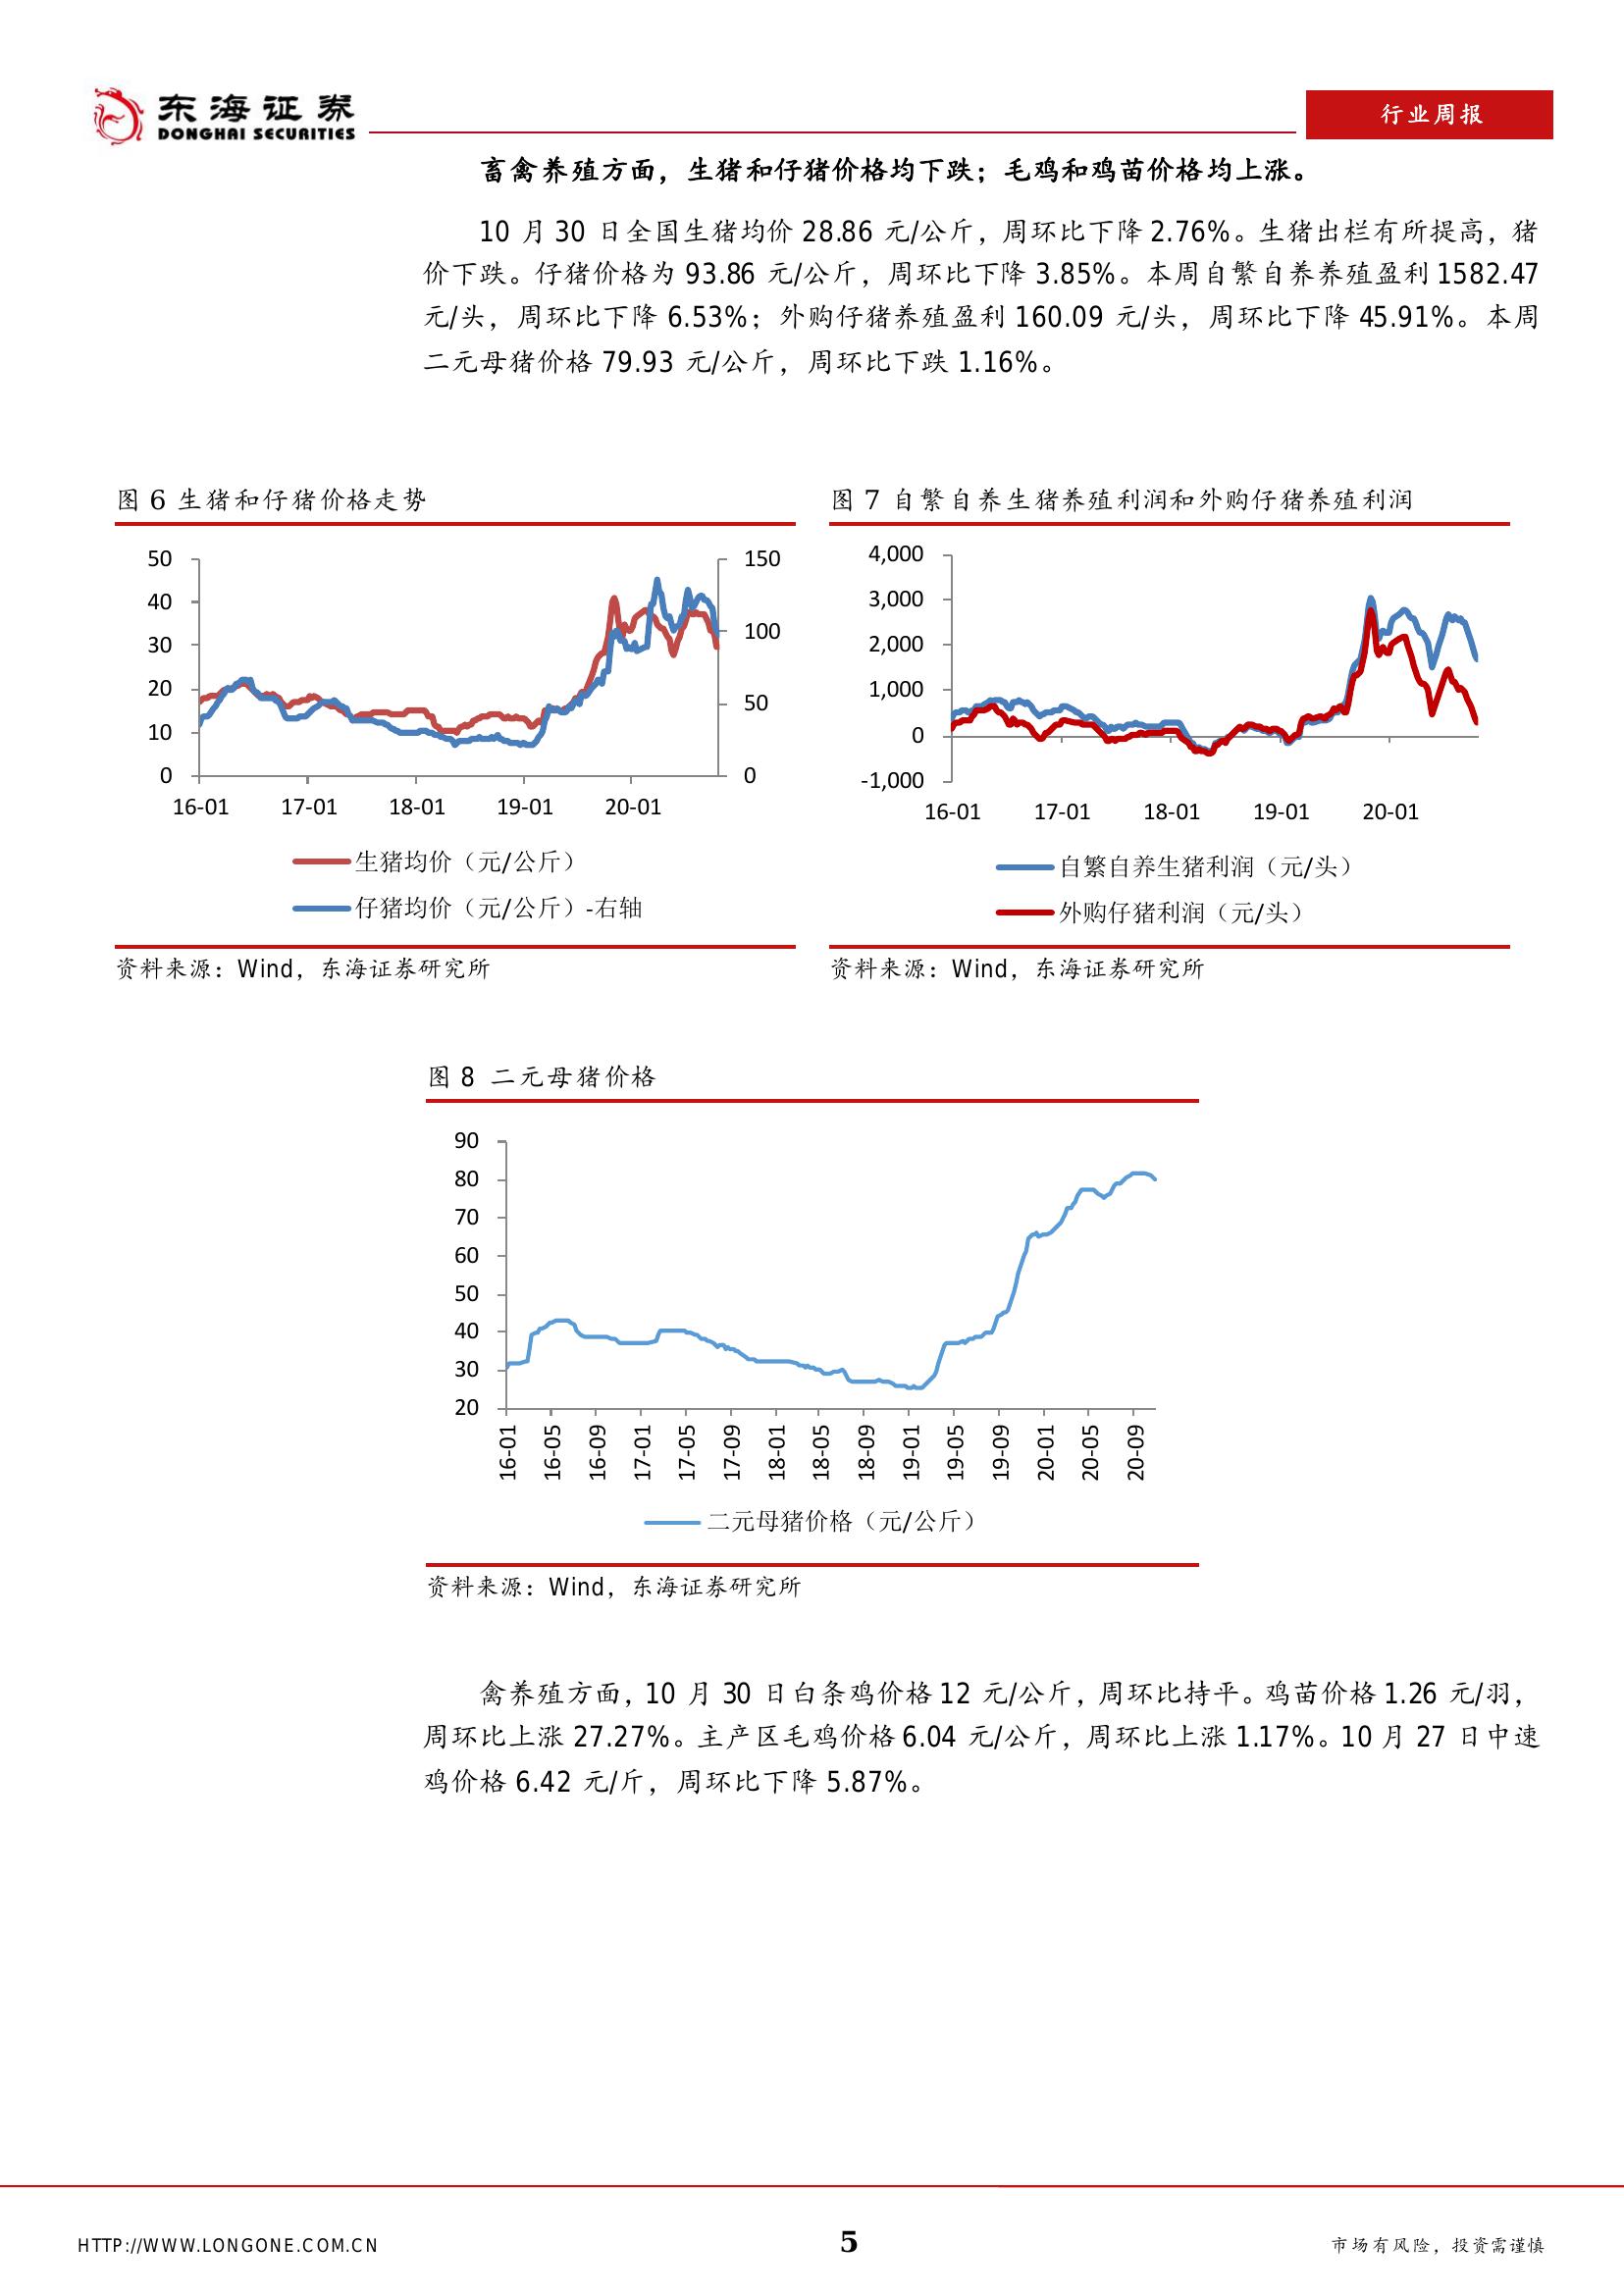 东海证券
DONGHAI SECURITIES
行业周报
畜禽养殖方面，生猪和仔猪价格均下跌；毛鸡和鸡苗价格均上涨。
10 月 30 日全国生猪均价 28.86 元/公斤，周环比下降 2.76%。生猪出栏有所提高，猪
价下跌。仔猪价格为 93.86 元/公斤，周环比下降 3.85%。本周自繁自养养殖盈利 1582.47
元/头，周环比下降 6.53%；外购仔猪养殖盈利 160.09 元/头，周环比下降 45.91%。本周
二元母猪价格 79.93 元/公斤，周环比下跌 1.16%。
图 6 生猪和仔猪价格走势
50
40
30
20
10
0
150
100
50
0
16-01 17-01 18-01 19-01 20-01
生猪均价（元/公斤）
仔猪均价（元/公斤）-右轴
资料来源：Wind，东海证券研究所
图 7 自繁自养生猪养殖利润和外购仔猪养殖利润
4,000
3,000
2,000
1,000
0
-1,000
16-01 17-01 18-01 19-01 20-01
自繁自养生猪利润（元/头）
外购仔猪利润（元/头）
资料来源：Wind，东海证券研究所
图 8 二元母猪价格
90
80
70
60
50
40
30
20
16-01 16-05 16-09 17-01 17-05 17-09 18-01 18-05 18-09 19-01 19-05 19-09 20-01 20-05 20-09
二元母猪价格（元/公斤）
资料来源：Wind，东海证券研究所
禽养殖方面，10 月 30 日白条鸡价格 12 元/公斤，周环比持平。鸡苗价格 1.26 元/羽，
周环比上涨 27.27%。主产区毛鸡价格 6.04 元/公斤，周环比上涨 1.17%。10 月 27 日中速
鸡价格 6.42 元/斤，周环比下降 5.87%。
HTTP://WWW.LONGONE.COM.CN
5
市场有风险，投资需谨慎